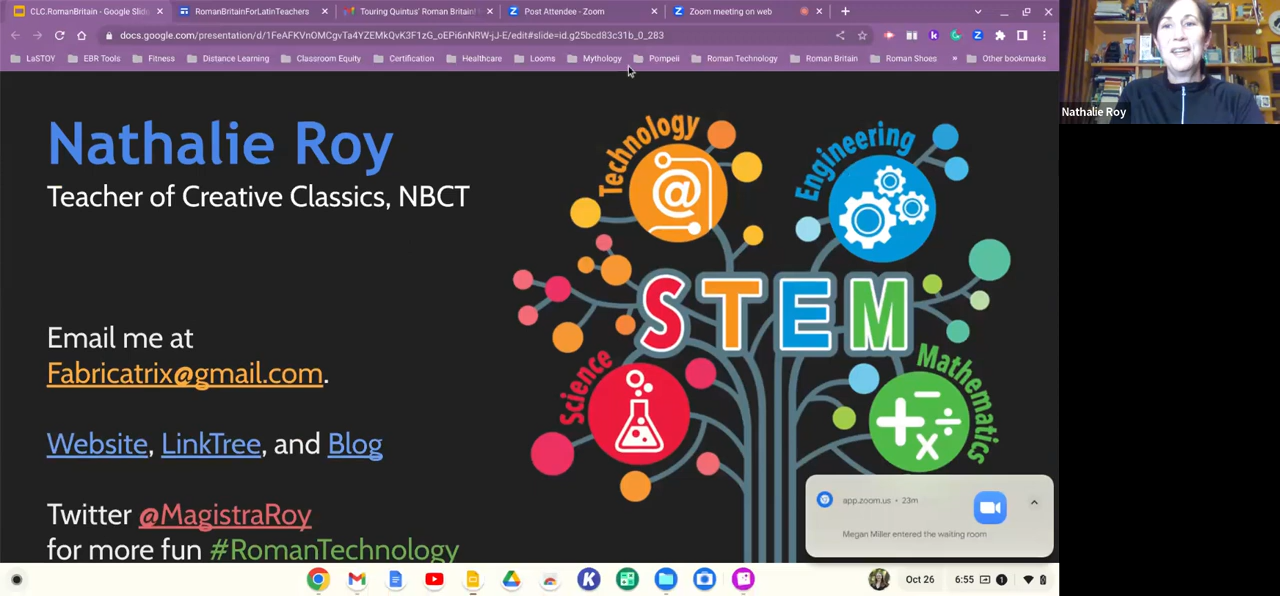 CLC.RomanBritain - Google Slide
RomanBritainForLatinTeachers
Touring Quintus' Roman Britain!
Post Attendee - Zoom
Zoom meeting on web
docs.google.com/presentation/d/1FeAFKVnOMCgvTa4YZEMkQvK3F1zG_oEPi6nNRW-jJ-E/edit#slide=id.g25bcd83c31b_0_283
LaSTOY
EBR Tools
Fitness
Distance Learning
Classroom Equity
Certification
Healthcare
Looms
Mythology
Pompeii
Roman Technology
Roman Britain
Roman Shoes
»
Other bookmarks
Nathalie Roy
Nathalie Roy
Teacher of Creative Classics, NBCT
Technology
@
Engineering
STEM
Email me at
Fabricatrix@gmail.com.
Science
Mathematics
Website, LinkTree, and Blog
Twitter @MagistraRoy
for more fun #RomanTechnology
app.zoom.us • 23m
Megan Miller entered the waiting room
K
Oct 26
6:55
1